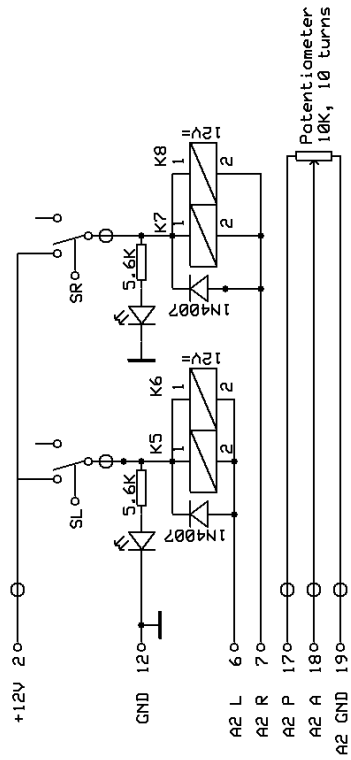 Potentiometer
10K, 10 turns
12V=
K8
1
2
K7
1
2
5.6K
1N4007
SR
12V=
K6
1
2
K5
1
2
5.6K
1N4007
SL
+12V 2
GND 12
A2 L 6
A2 R 7
A2 P 17
A2 A 18
A2 GND 19